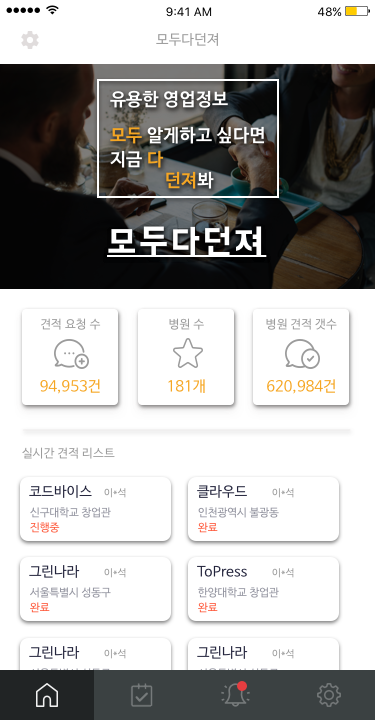 9:41 AM
48%
모두다던져
유용한 영업정보
모두 알게하고 싶다면
지금 다
던져봐
모두다던져
견적 요청 수
94,953건
병원 수
181개
병원 견적 갯수
620,984건
실시간 견적 리스트
코드바이스 이*석
신구대학교 창업관
진행중
클라우드 이*석
인천광역시 불광동
완료
그린나라 이*석
서울특별시 성동구
완료
ToPress 이*석
한양대학교 창업관
완료
그린나라 이*석
그린나라 이*석